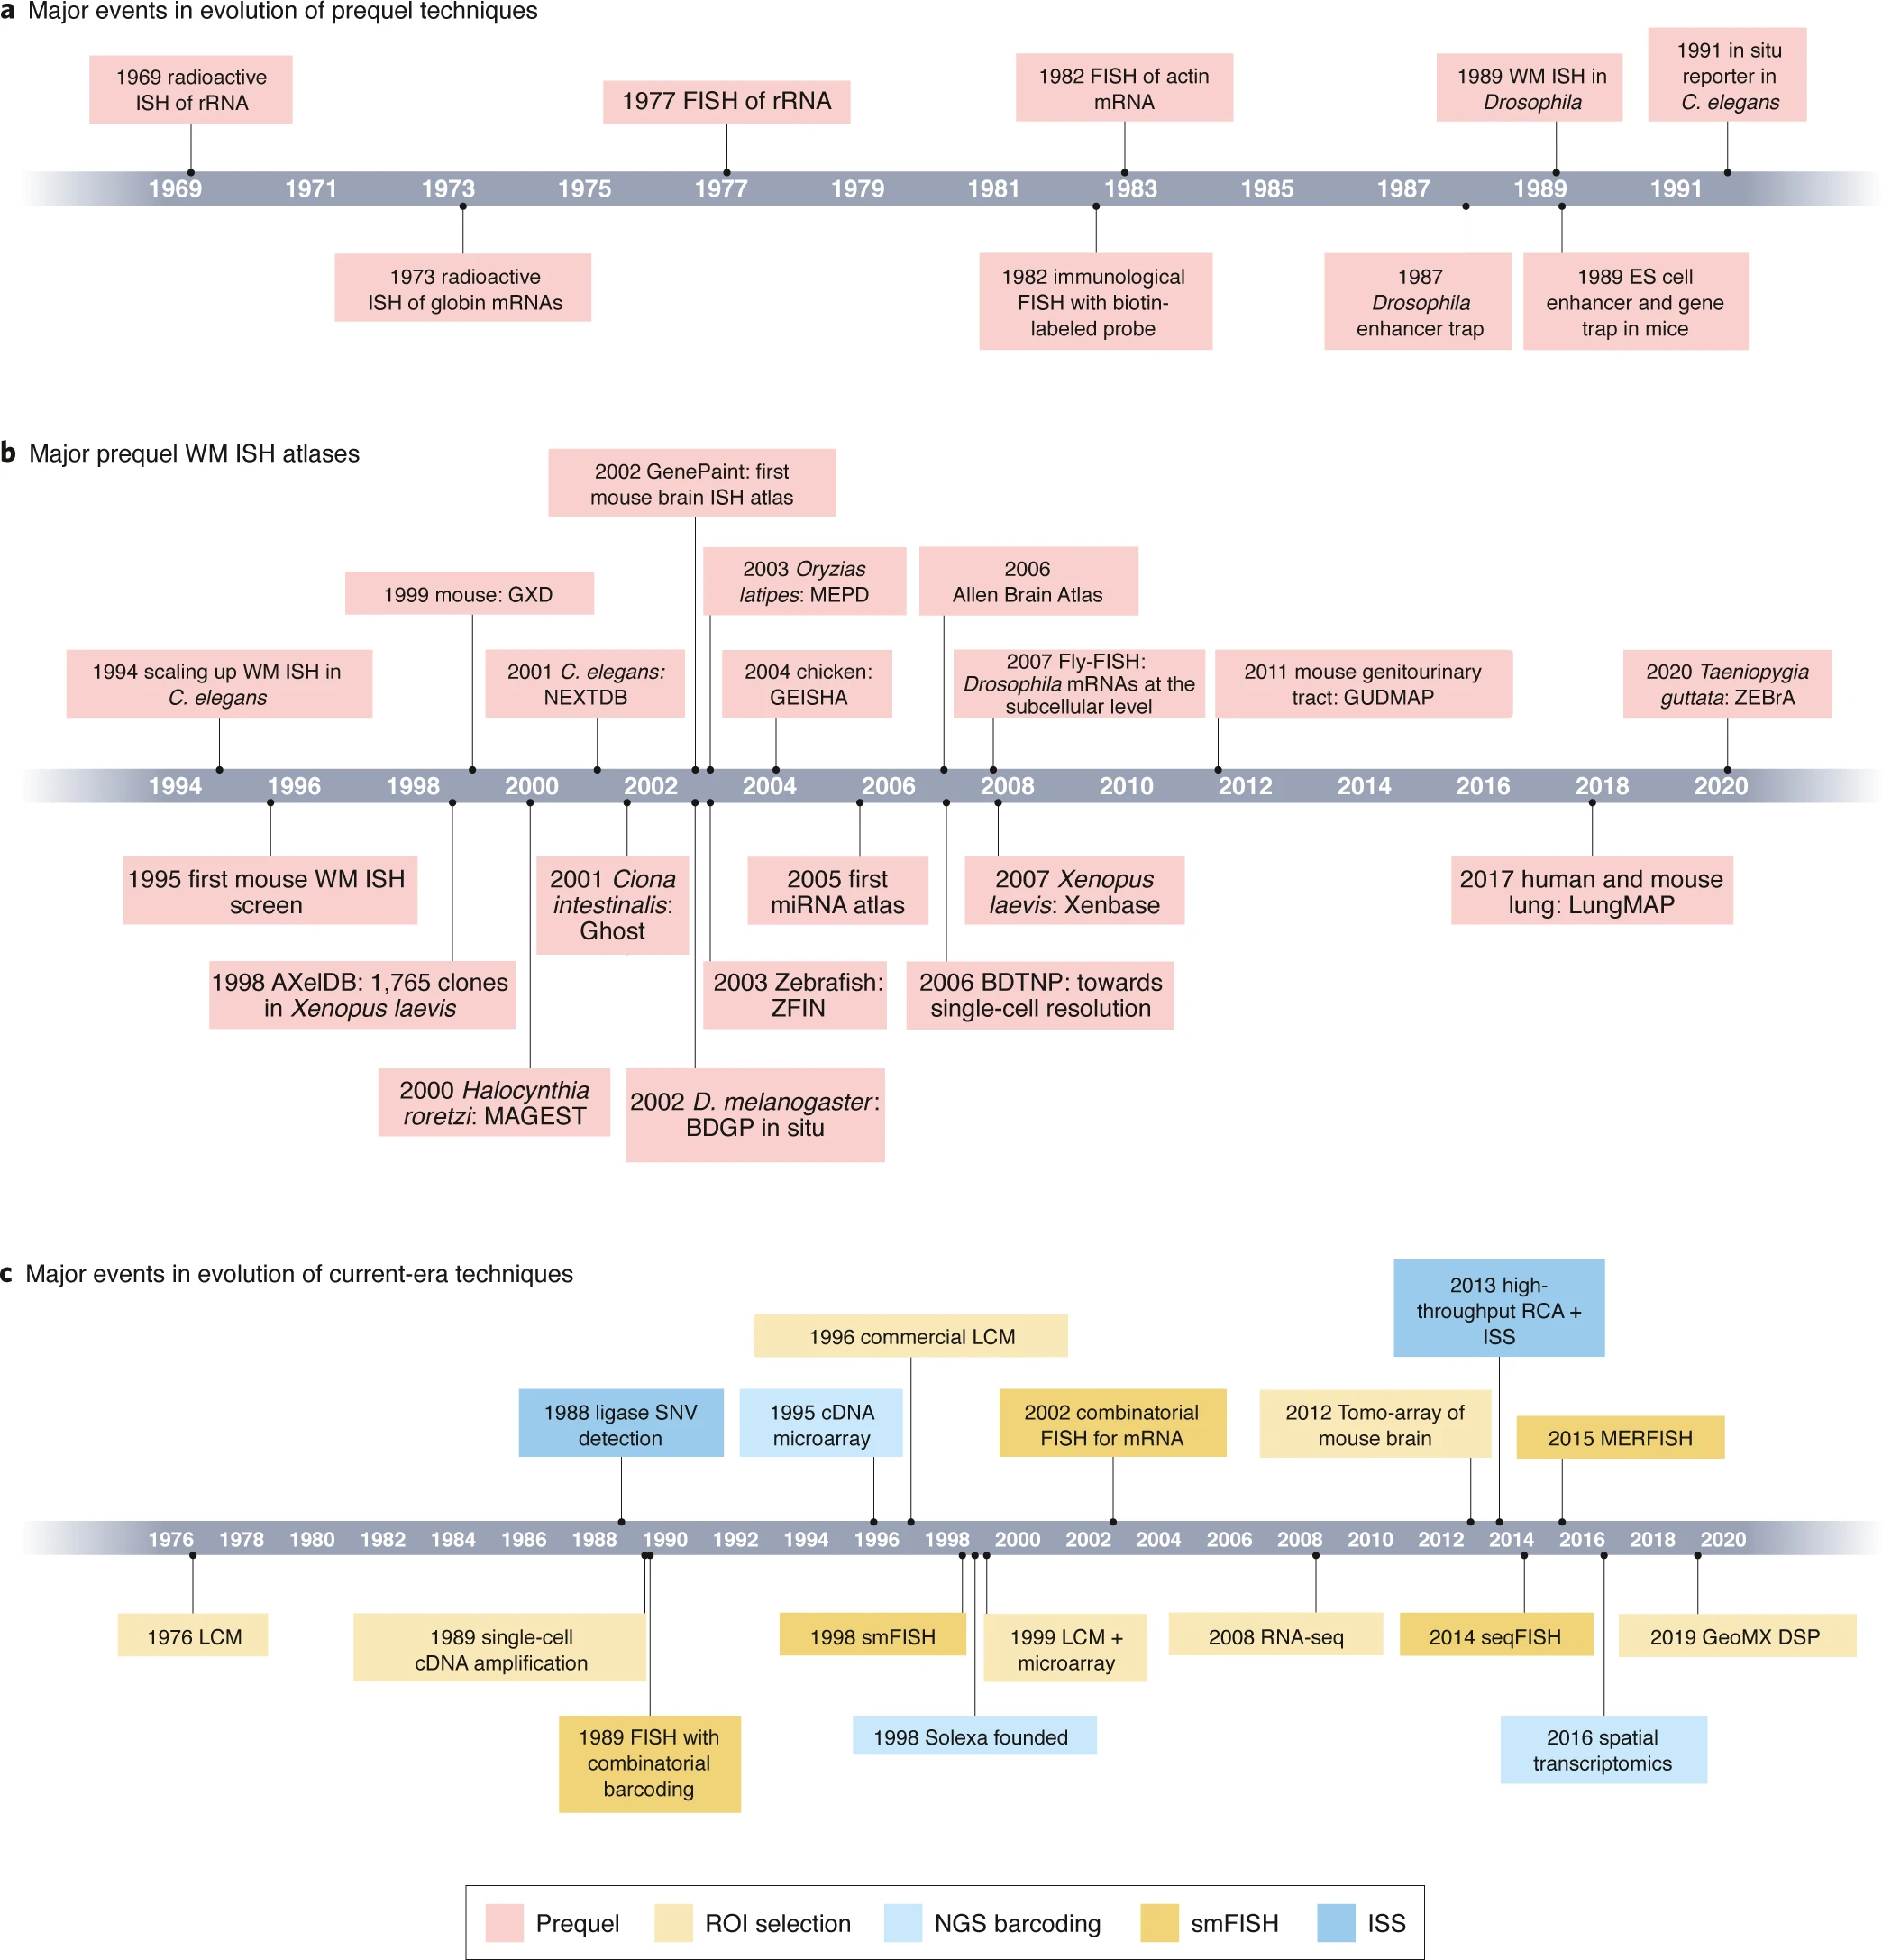 a Major events in evolution of prequel techniques
1969 radioactive
ISH of rRNA
1977 FISH of rRNA
1982 FISH of actin
mRNA
1989 WM ISH in
Drosophila
1991 in situ
reporter in
C. elegans
1969 1971 1973 1975 1977 1979 1981 1983 1985 1987 1989 1991
1973 radioactive
ISH of globin mRNAs
1982 immunological
FISH with biotin-
labeled probe
1987
Drosophila
enhancer trap
1989 ES cell
enhancer and gene
trap in mice
b Major prequel WM ISH atlases
2002 GenePaint: first
mouse brain ISH atlas
1999 mouse: GXD
2003 Oryzias
latipes: MEPD
2006
Allen Brain Atlas
1994 scaling up WM ISH in
C. elegans
2001 C. elegans:
NEXTDB
2004 chicken:
GEISHA
2007 Fly-FISH:
Drosophila mRNAs at the
subcellular level
2011 mouse genitourinary
tract: GUDMAP
2020 Taeniopygia
guttata: ZEBrA
1994 1996 1998 2000 2002 2004 2006 2008 2010 2012 2014 2016 2018 2020
1995 first mouse WM ISH
screen
2001 Ciona
intestinalis:
Ghost
2005 first
miRNA atlas
2007 Xenopus
laevis: Xenbase
2017 human and mouse
lung: LungMAP
1998 AXelDB: 1,765 clones
in Xenopus laevis
2003 Zebrafish:
ZFIN
2006 BDTNP: towards
single-cell resolution
2000 Halocynthia
roretzi: MAGEST
2002 D. melanogaster:
BDGP in situ
c Major events in evolution of current-era techniques
2013 high-
throughput RCA +
ISS
1996 commercial LCM
1988 ligase SNV
detection
1995 cDNA
microarray
2002 combinatorial
FISH for mRNA
2012 Tomo-array of
mouse brain
2015 MERFISH
1976 1978 1980 1982 1984 1986 1988 1990 1992 1994 1996 1998 2000 2002 2004 2006 2008 2010 2012 2014 2016 2018 2020
1976 LCM
1989 single-cell
cDNA amplification
1998 smFISH
1999 LCM +
microarray
2008 RNA-seq
2014 seqFISH
2019 GeoMX DSP
1989 FISH with
combinatorial
barcoding
1998 Solexa founded
2016 spatial
transcriptomics
Prequel
ROI selection
NGS barcoding
smFISH
ISS